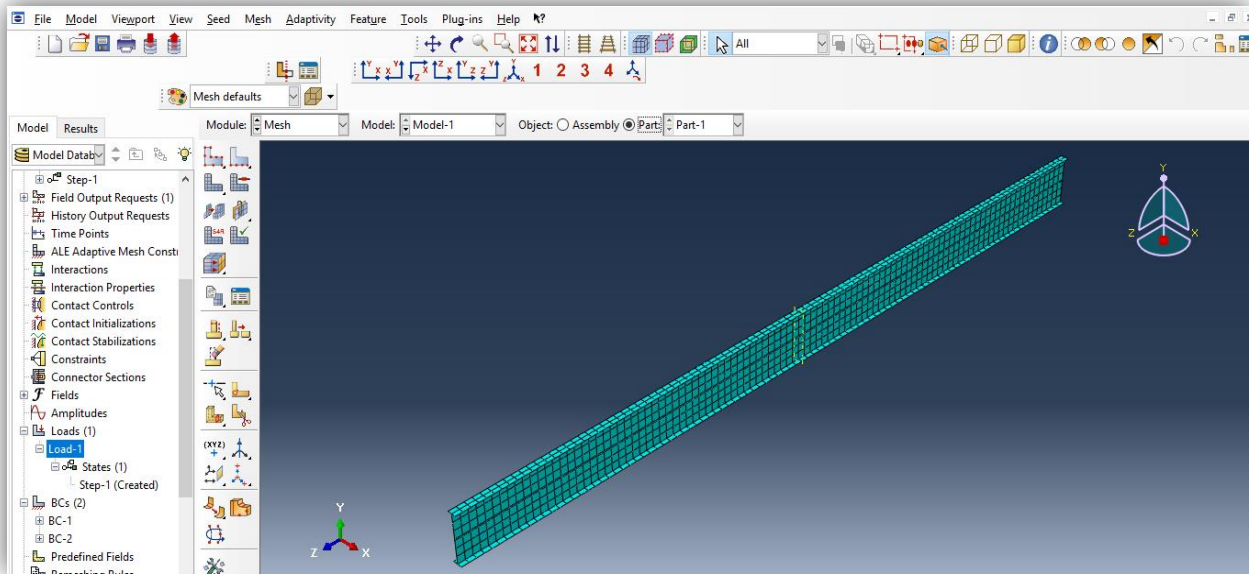 File Model Viewport View Seed Mesh Adaptivity Feature Tools Plug-ins Help
All
1 2 3 4
Mesh defaults
Model Results
Module: Mesh Model: Model-1 Object: Assembly Part: Part-1
Model Datab
Step-1
Field Output Requests (1)
History Output Requests
Time Points
ALE Adaptive Mesh Constr
Interactions
Interaction Properties
Contact Controls
Contact Initializations
Contact Stabilizations
Constraints
Connector Sections
Fields
Amplitudes
Loads (1)
Load-1
States (1)
Step-1 (Created)
BCs (2)
BC-1
BC-2
Predefined Fields
S4R
(XYZ)
Y
Z X
Y
Z X